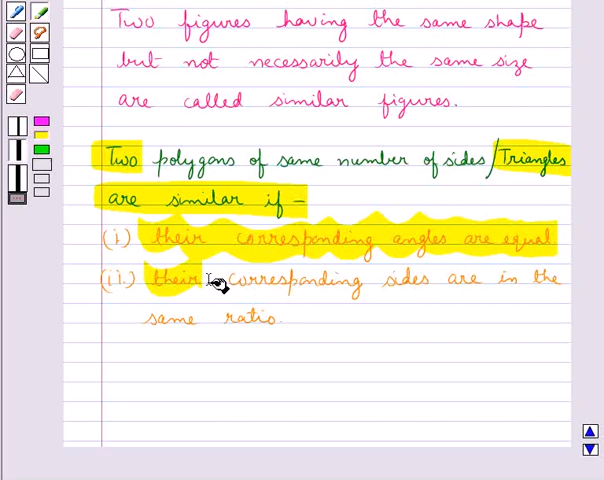 Two figures having the same shape
but not necessarily the same size
are called similar figures.
Two polygons of same number of sides/Triangles
are similar if –
(i) their corresponding angles are equal
(ii) their corresponding sides are in the
same ratio.